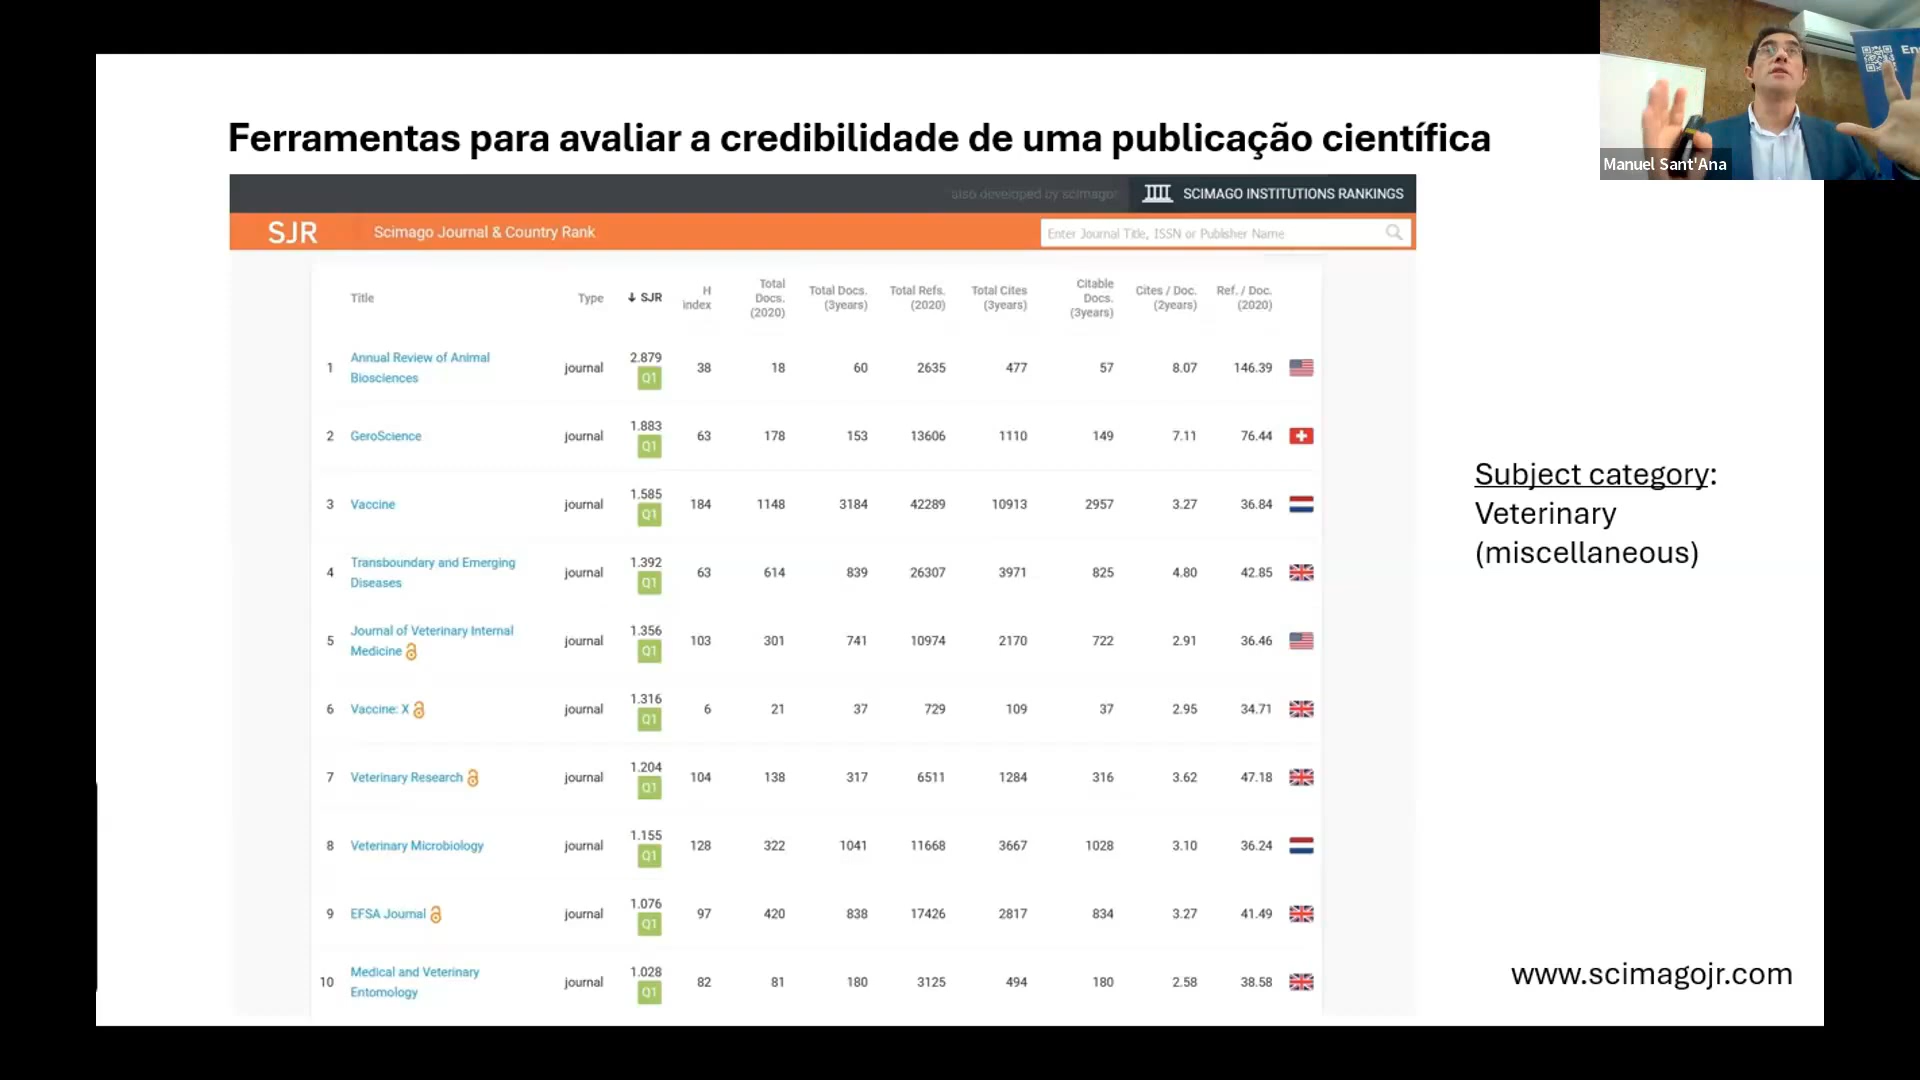 En
Manuel Sant'Ana
Ferramentas para avaliar a credibilidade de uma publicação científica
also developed by scimago: SCIMAGO INSTITUTIONS RANKINGS
SJR Scimago Journal & Country Rank Enter Journal Title, ISSN or Publisher Name
Title Type ↓ SJR H index Total Docs. (2020) Total Docs. (3years) Total Refs. (2020) Total Cites (3years) Citable Docs. (3years) Cites / Doc. (2years) Ref. / Doc. (2020)
1 Annual Review of Animal Biosciences journal 2.879 Q1 38 18 60 2635 477 57 8.07 146.39
2 GeroScience journal 1.883 Q1 63 178 153 13606 1110 149 7.11 76.44
3 Vaccine journal 1.585 Q1 184 1148 3184 42289 10913 2957 3.27 36.84
4 Transboundary and Emerging Diseases journal 1.392 Q1 63 614 839 26307 3971 825 4.80 42.85
5 Journal of Veterinary Internal Medicine journal 1.356 Q1 103 301 741 10974 2170 722 2.91 36.46
6 Vaccine: X journal 1.316 Q1 6 21 37 729 109 37 2.95 34.71
7 Veterinary Research journal 1.204 Q1 104 138 317 6511 1284 316 3.62 47.18
8 Veterinary Microbiology journal 1.155 Q1 128 322 1041 11668 3667 1028 3.10 36.24
9 EFSA Journal journal 1.076 Q1 97 420 838 17426 2817 834 3.27 41.49
10 Medical and Veterinary Entomology journal 1.028 Q1 82 81 180 3125 494 180 2.58 38.58
Subject category:
Veterinary
(miscellaneous)
www.scimagojr.com